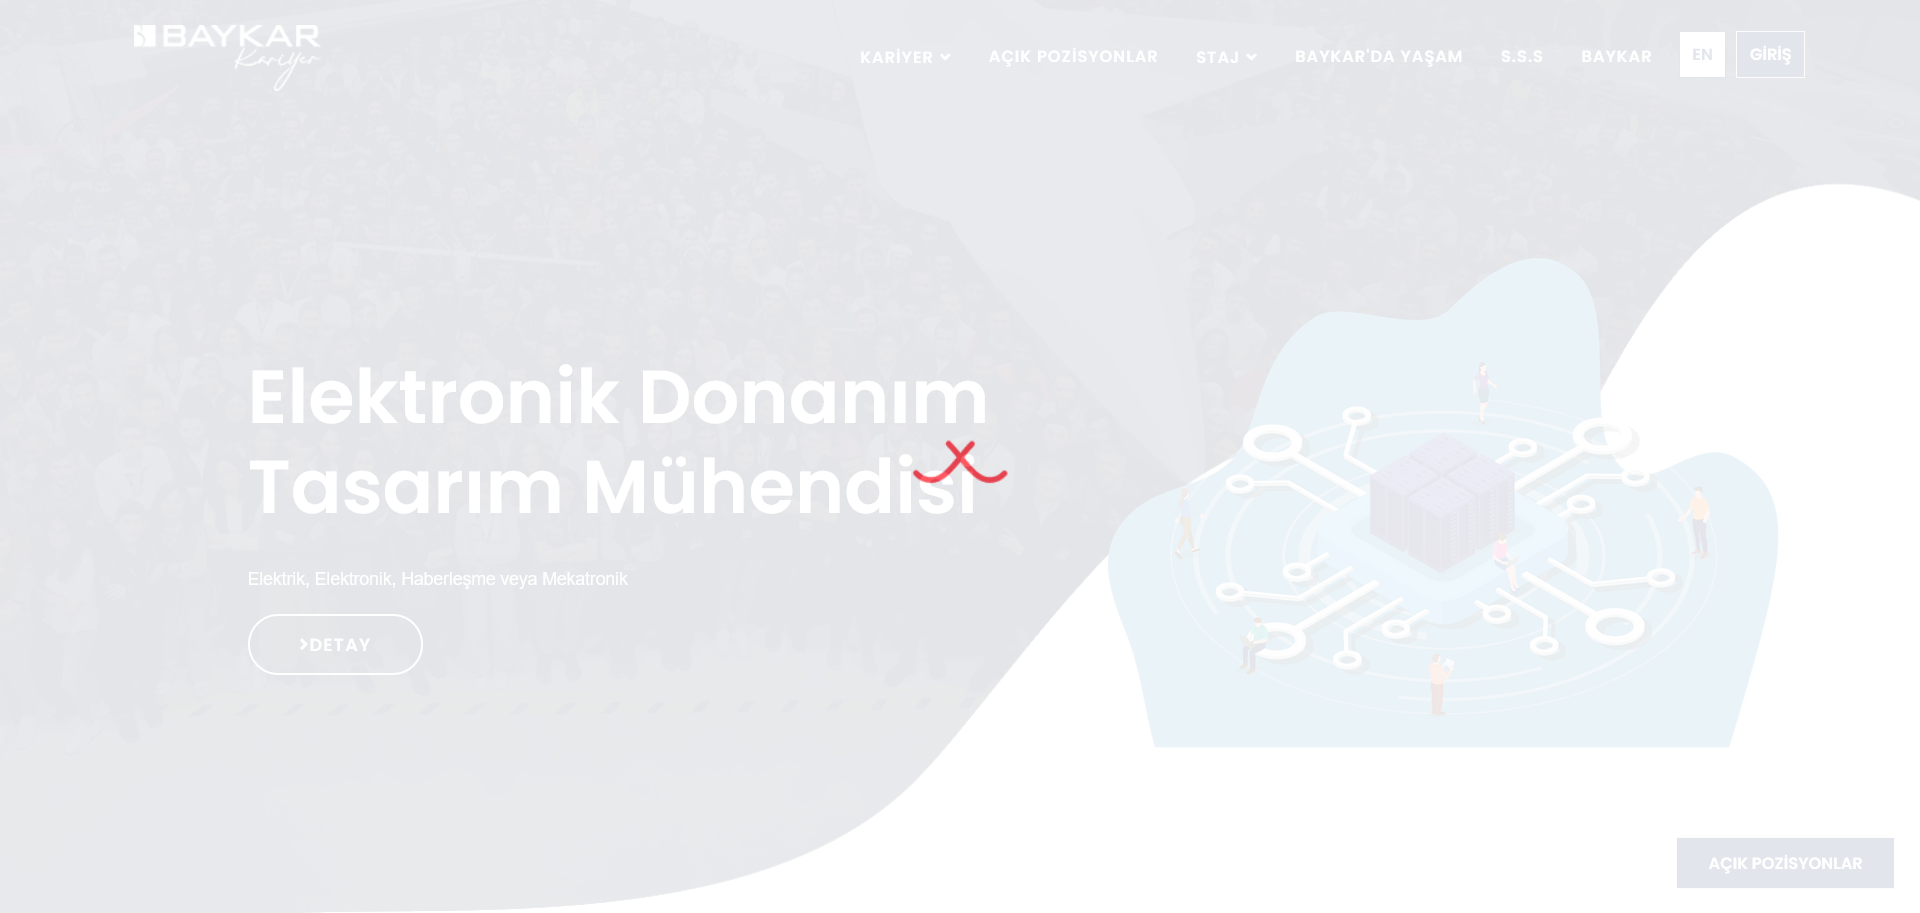 BAYKAR
Kariyer
KARİYER
AÇIK POZİSYONLAR
STAJ
BAYKAR'DA YAŞAM
S.S.S
BAYKAR
EN
GİRİŞ
Elektronik Donanım
Tasarım Mühendisi
Elektrik, Elektronik, Haberleşme veya Mekatronik
DETAY
AÇIK POZİSYONLAR